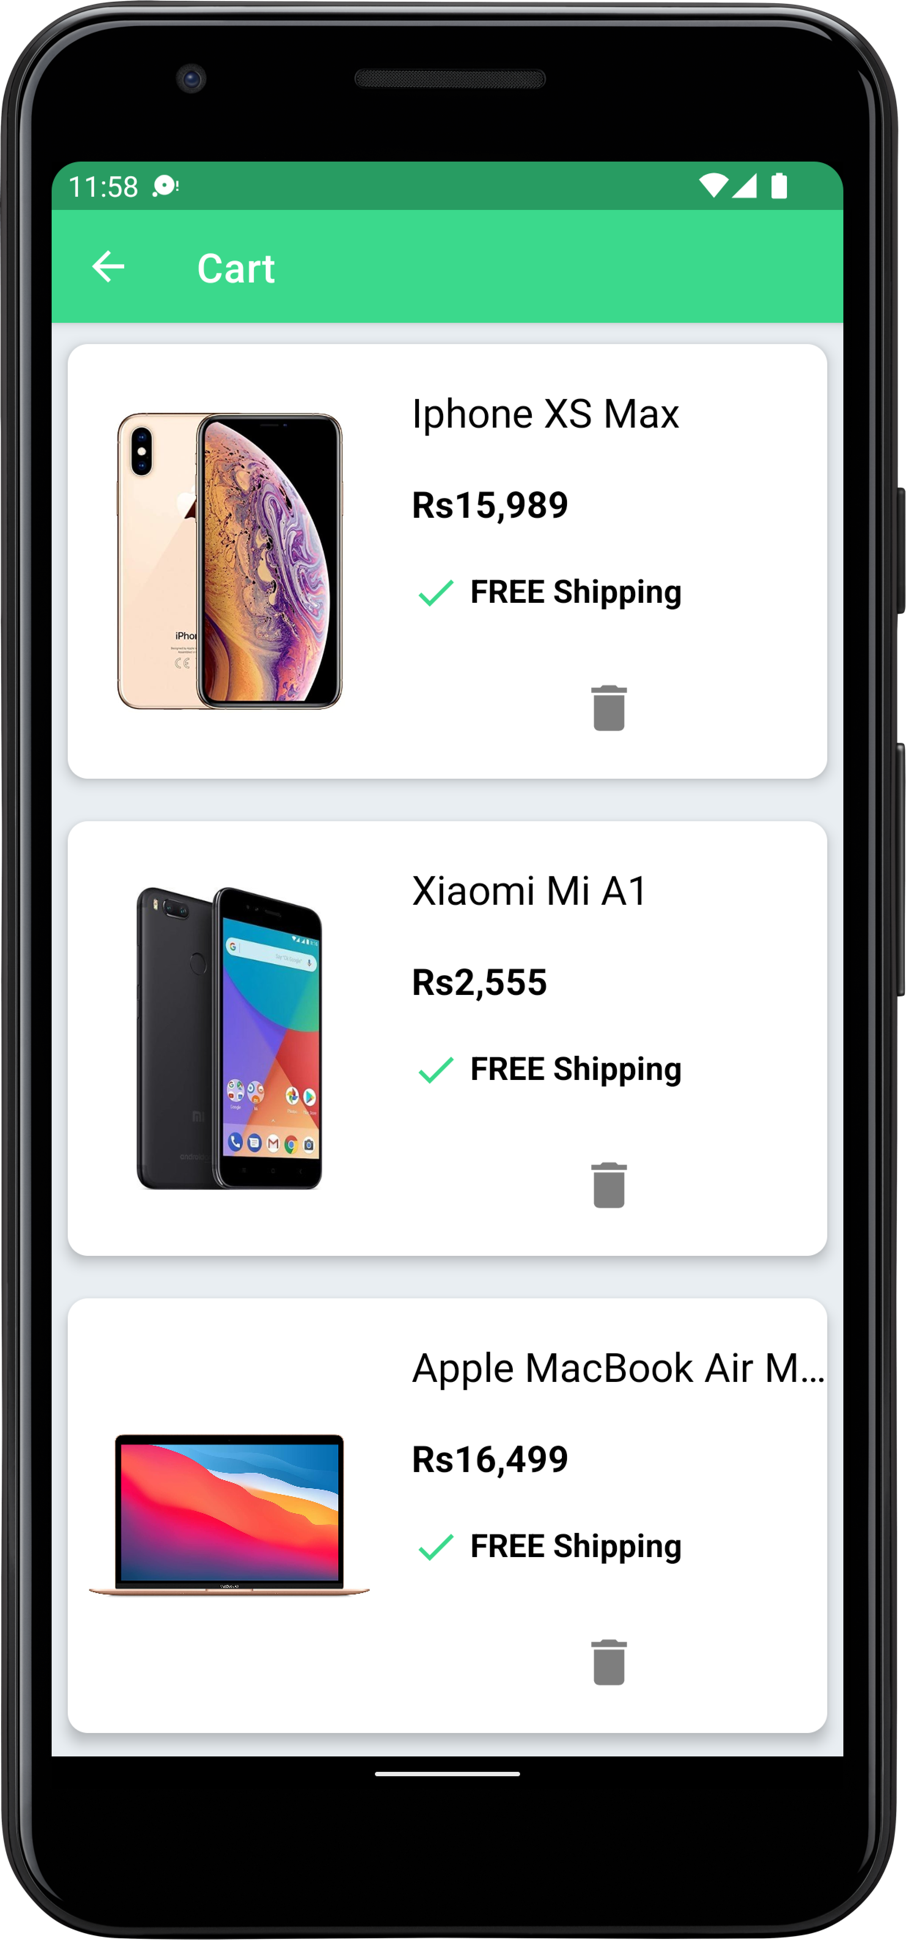 11:58
Cart
Iphone XS Max
Rs15,989
FREE Shipping
iPhon
Xiaomi Mi A1
Rs2,555
FREE Shipping
Apple MacBook Air M...
Rs16,499
FREE Shipping